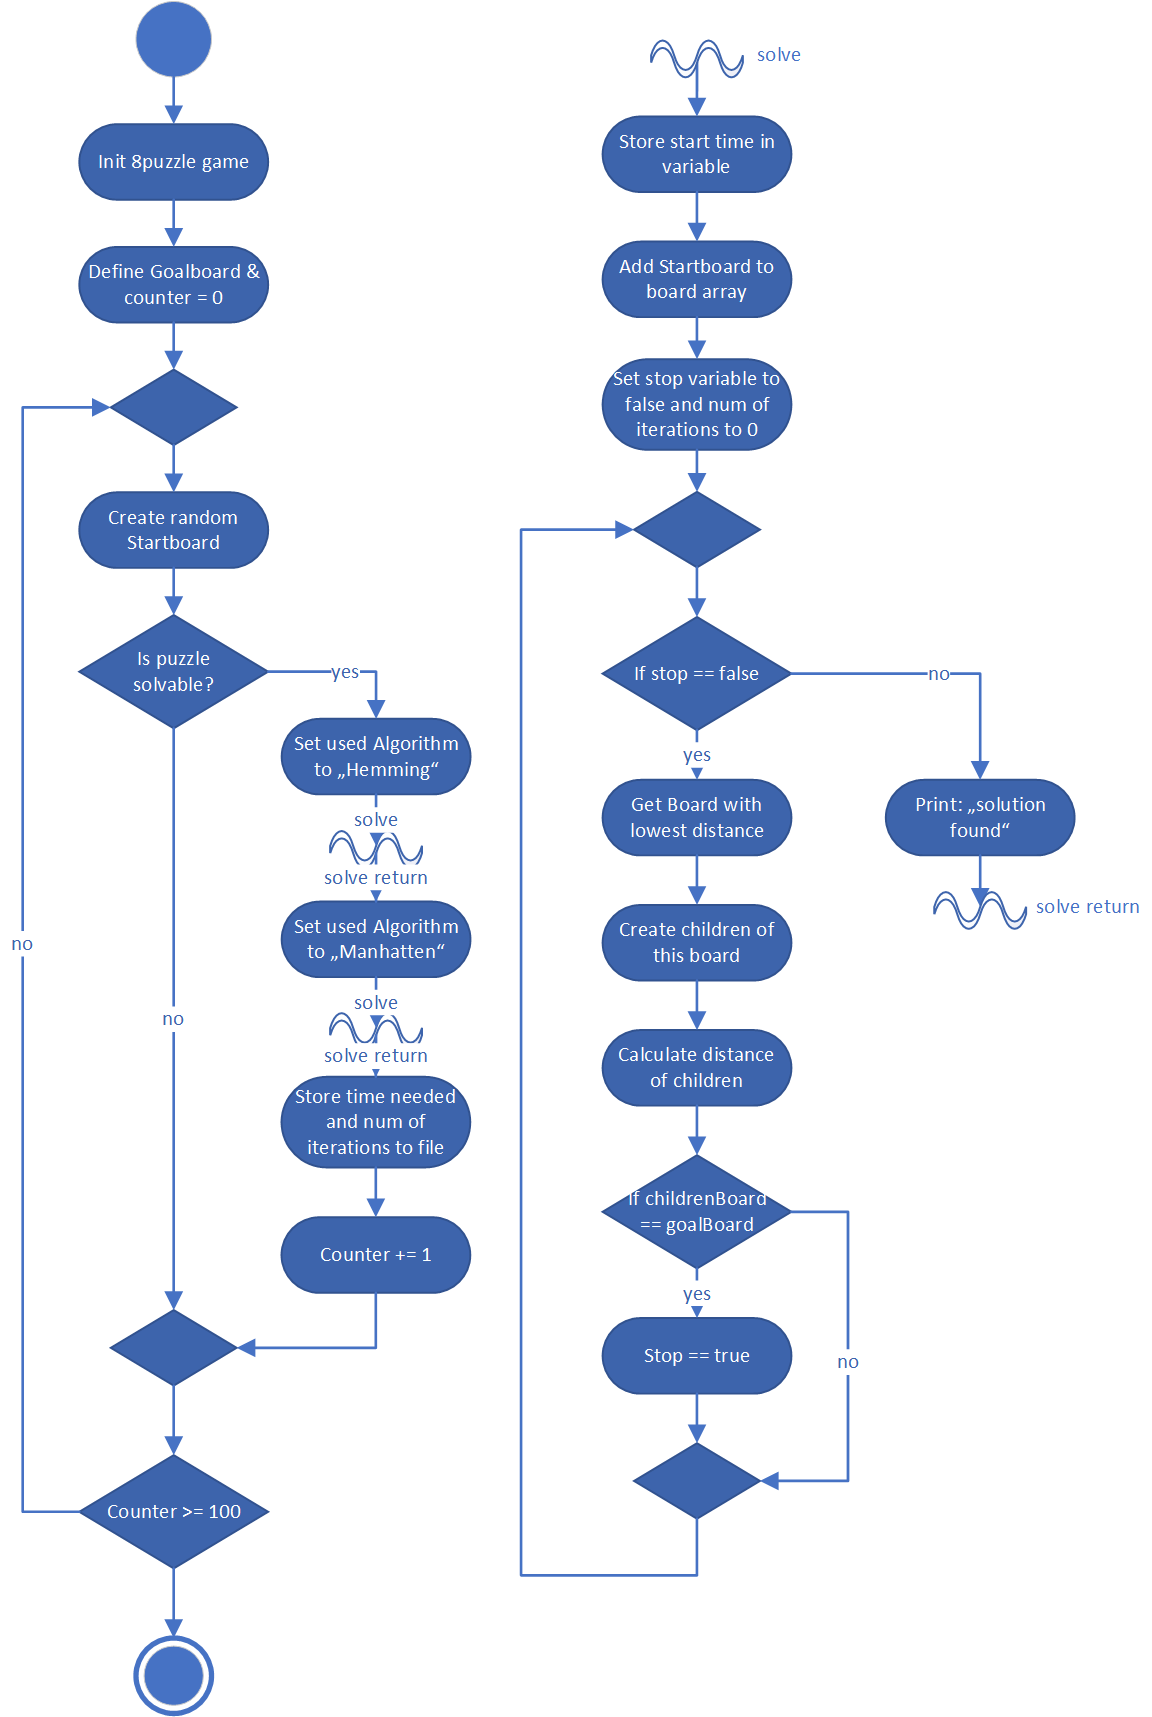 Init 8puzzle game
Define Goalboard &
counter = 0
Create random
Startboard
Is puzzle
solvable?
yes
Set used Algorithm
to „Hemming“
solve
solve return
Set used Algorithm
to „Manhatten“
solve
solve return
Store time needed
and num of
iterations to file
Counter += 1
no
no
Counter >= 100
solve
Store start time in
variable
Add Startboard to
board array
Set stop variable to
false and num of
iterations to 0
If stop == false
no
yes
Get Board with
lowest distance
Print: „solution
found“
solve return
Create children of
this board
Calculate distance
of children
If childrenBoard
== goalBoard
yes
Stop == true
no